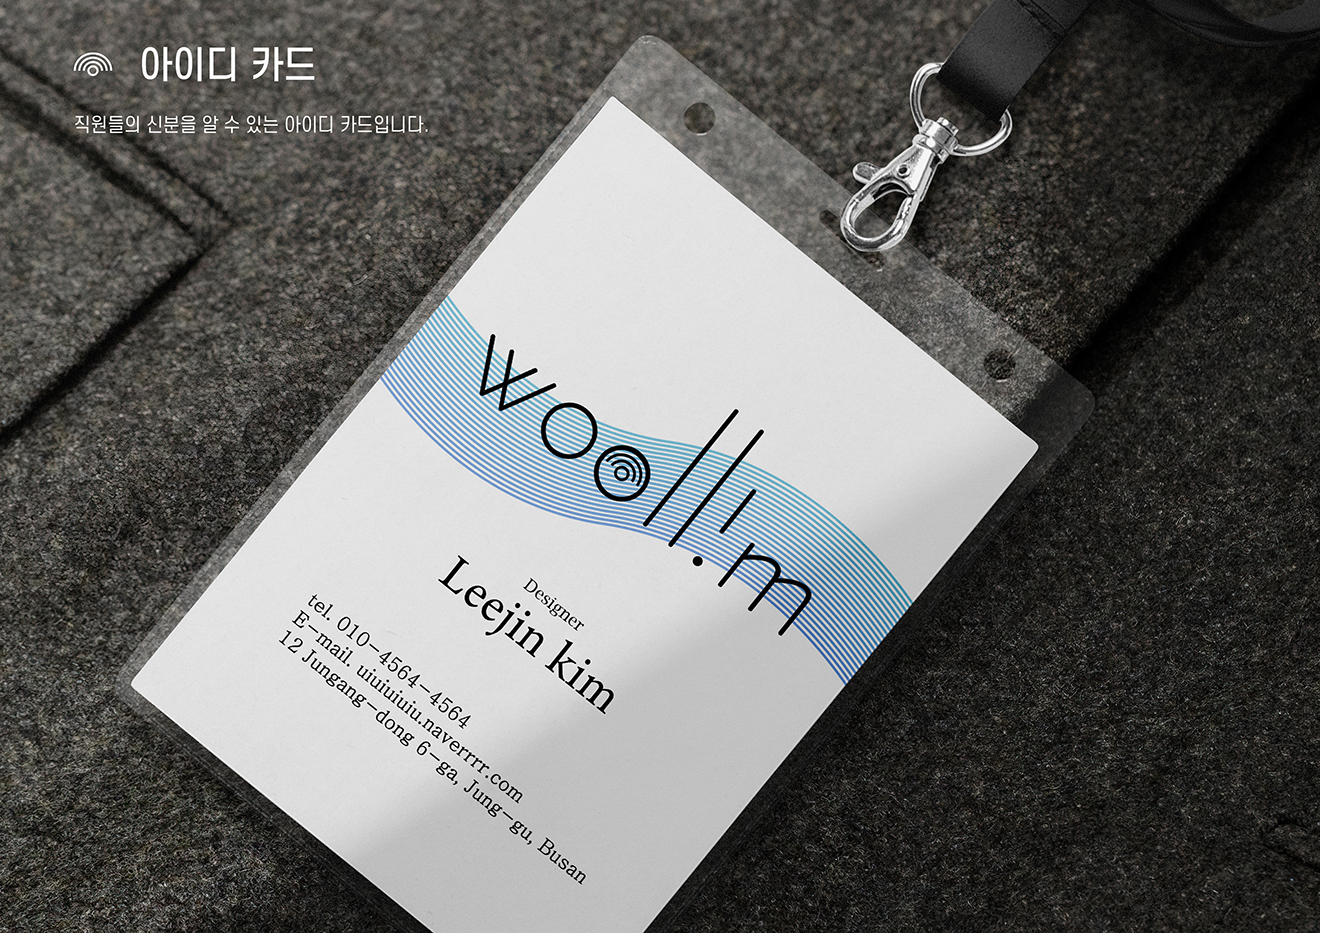 아이디 카드
직원들의 신분을 알 수 있는 아이디 카드입니다.
woollim
Designer
Leejin kim
tel. 010-4564-4564
E-mail. uiuiuiuiu.naverrrr.com
12 Jungang-dong 6-ga, Jung-gu, Busan